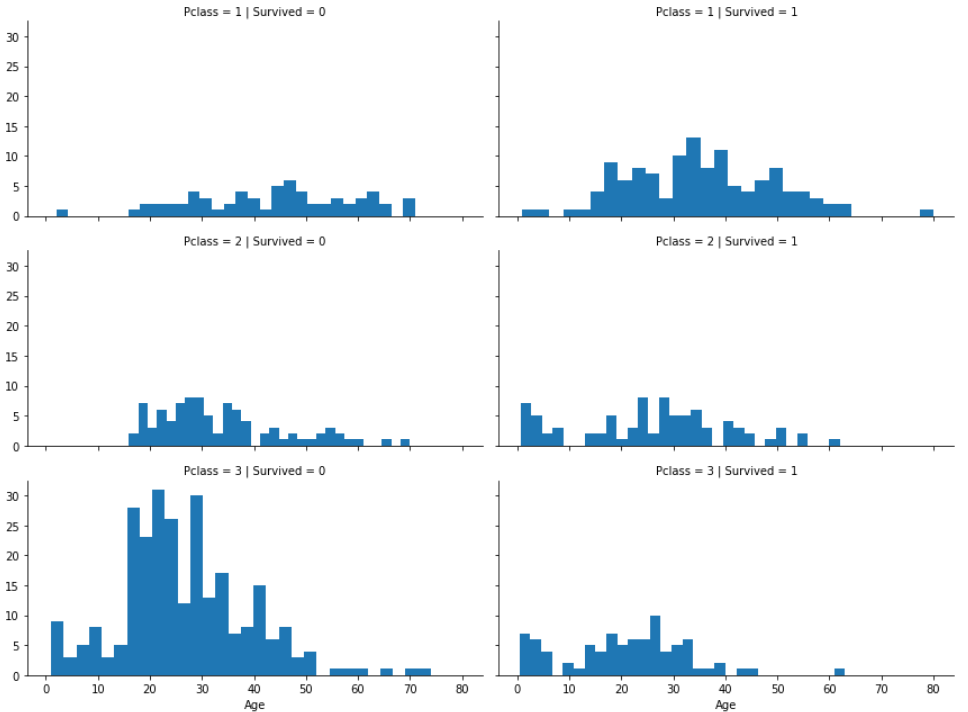 Pclass = 1 | Survived = 0
Pclass = 1 | Survived = 1
30
25
20
15
10
5
0
Pclass = 2 | Survived = 0
Pclass = 2 | Survived = 1
30
25
20
15
10
5
0
Pclass = 3 | Survived = 0
Pclass = 3 | Survived = 1
30
25
20
15
10
5
0
0 10 20 30 40 50 60 70 80
0 10 20 30 40 50 60 70 80
Age
Age